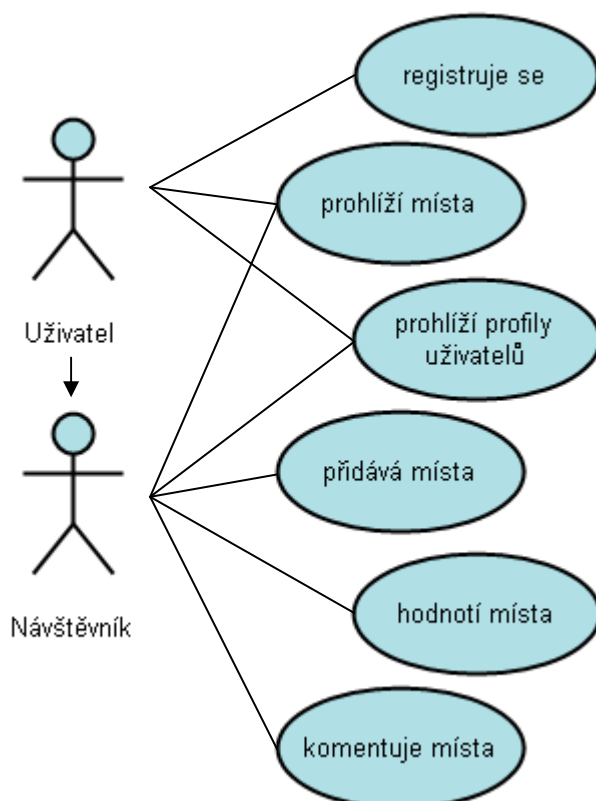 registruje se
prohlíží místa
Uživatel
prohlíží profily
uživatelů
přidává místa
Návštěvník
hodnotí místa
komentuje místa